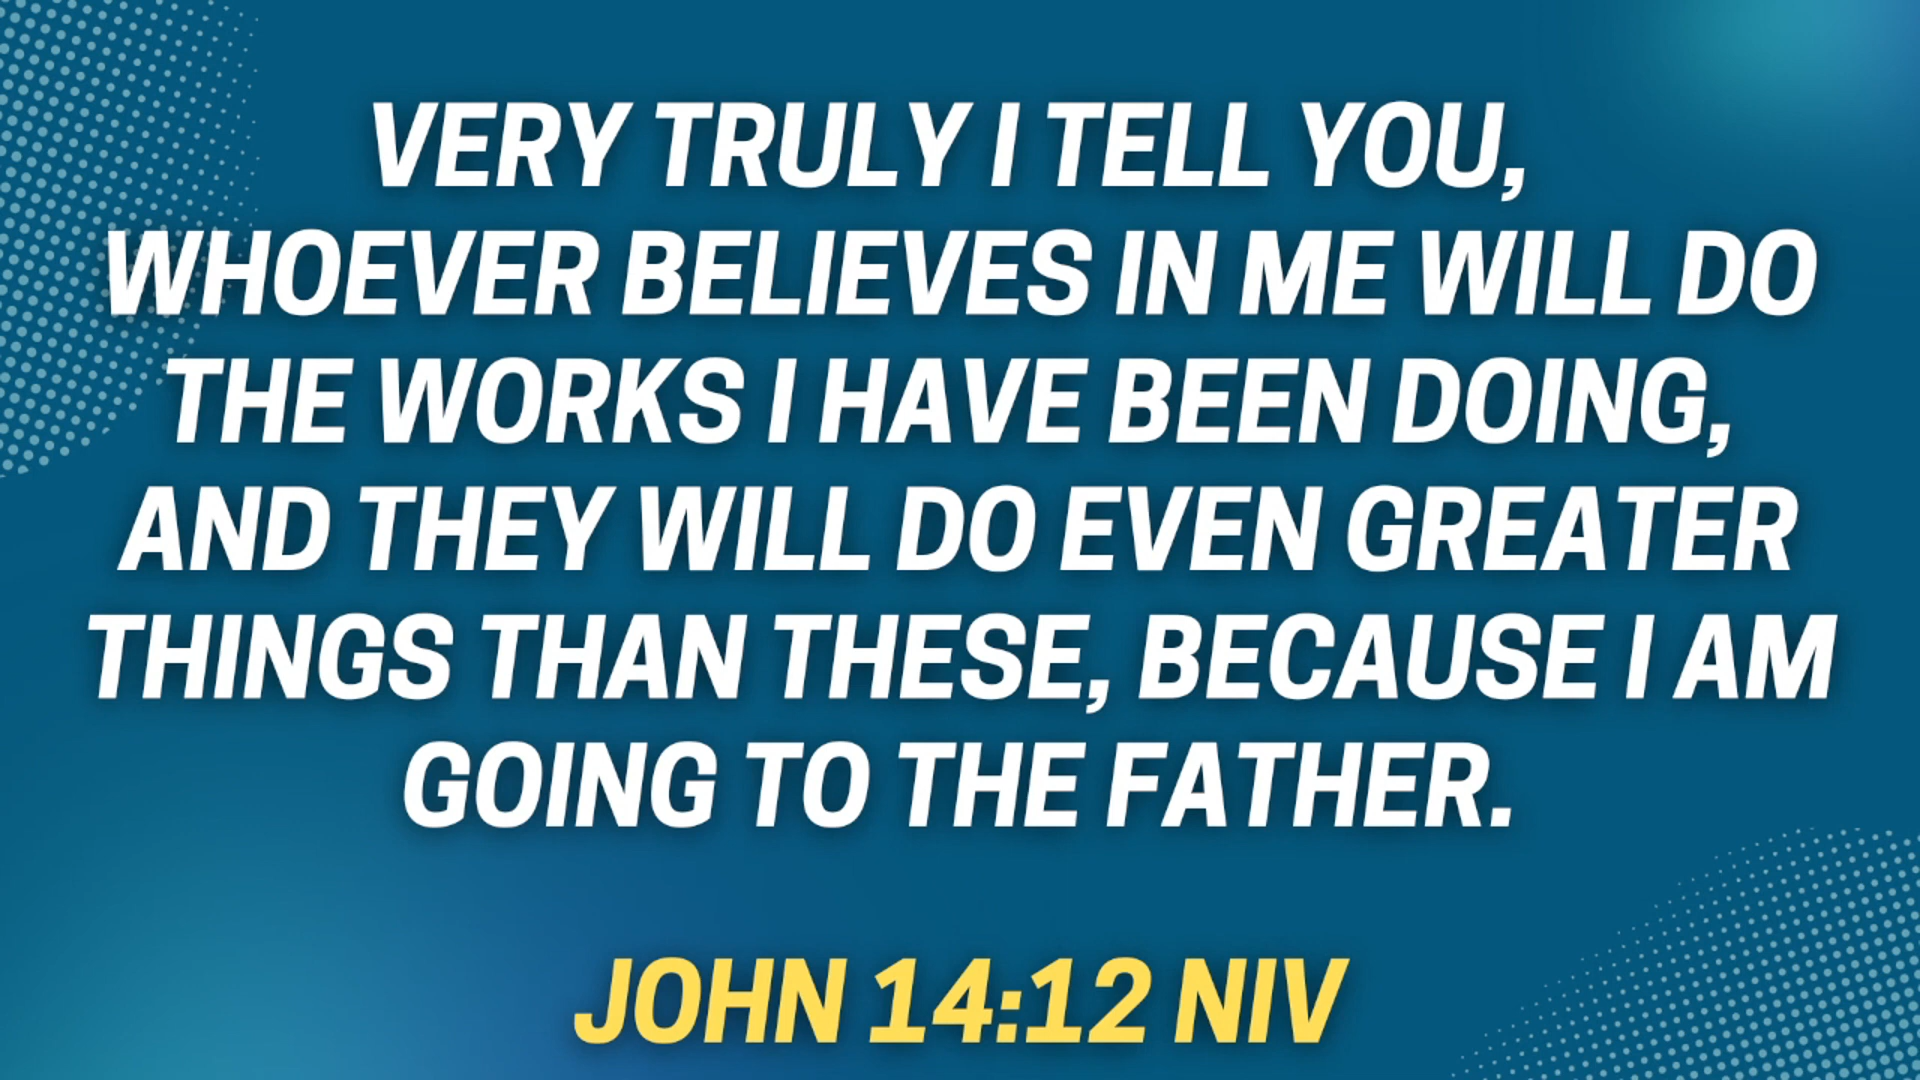 VERY TRULY I TELL YOU,
WHOEVER BELIEVES IN ME WILL DO
THE WORKS I HAVE BEEN DOING,
AND THEY WILL DO EVEN GREATER
THINGS THAN THESE, BECAUSE I AM
GOING TO THE FATHER.
JOHN 14:12 NIV